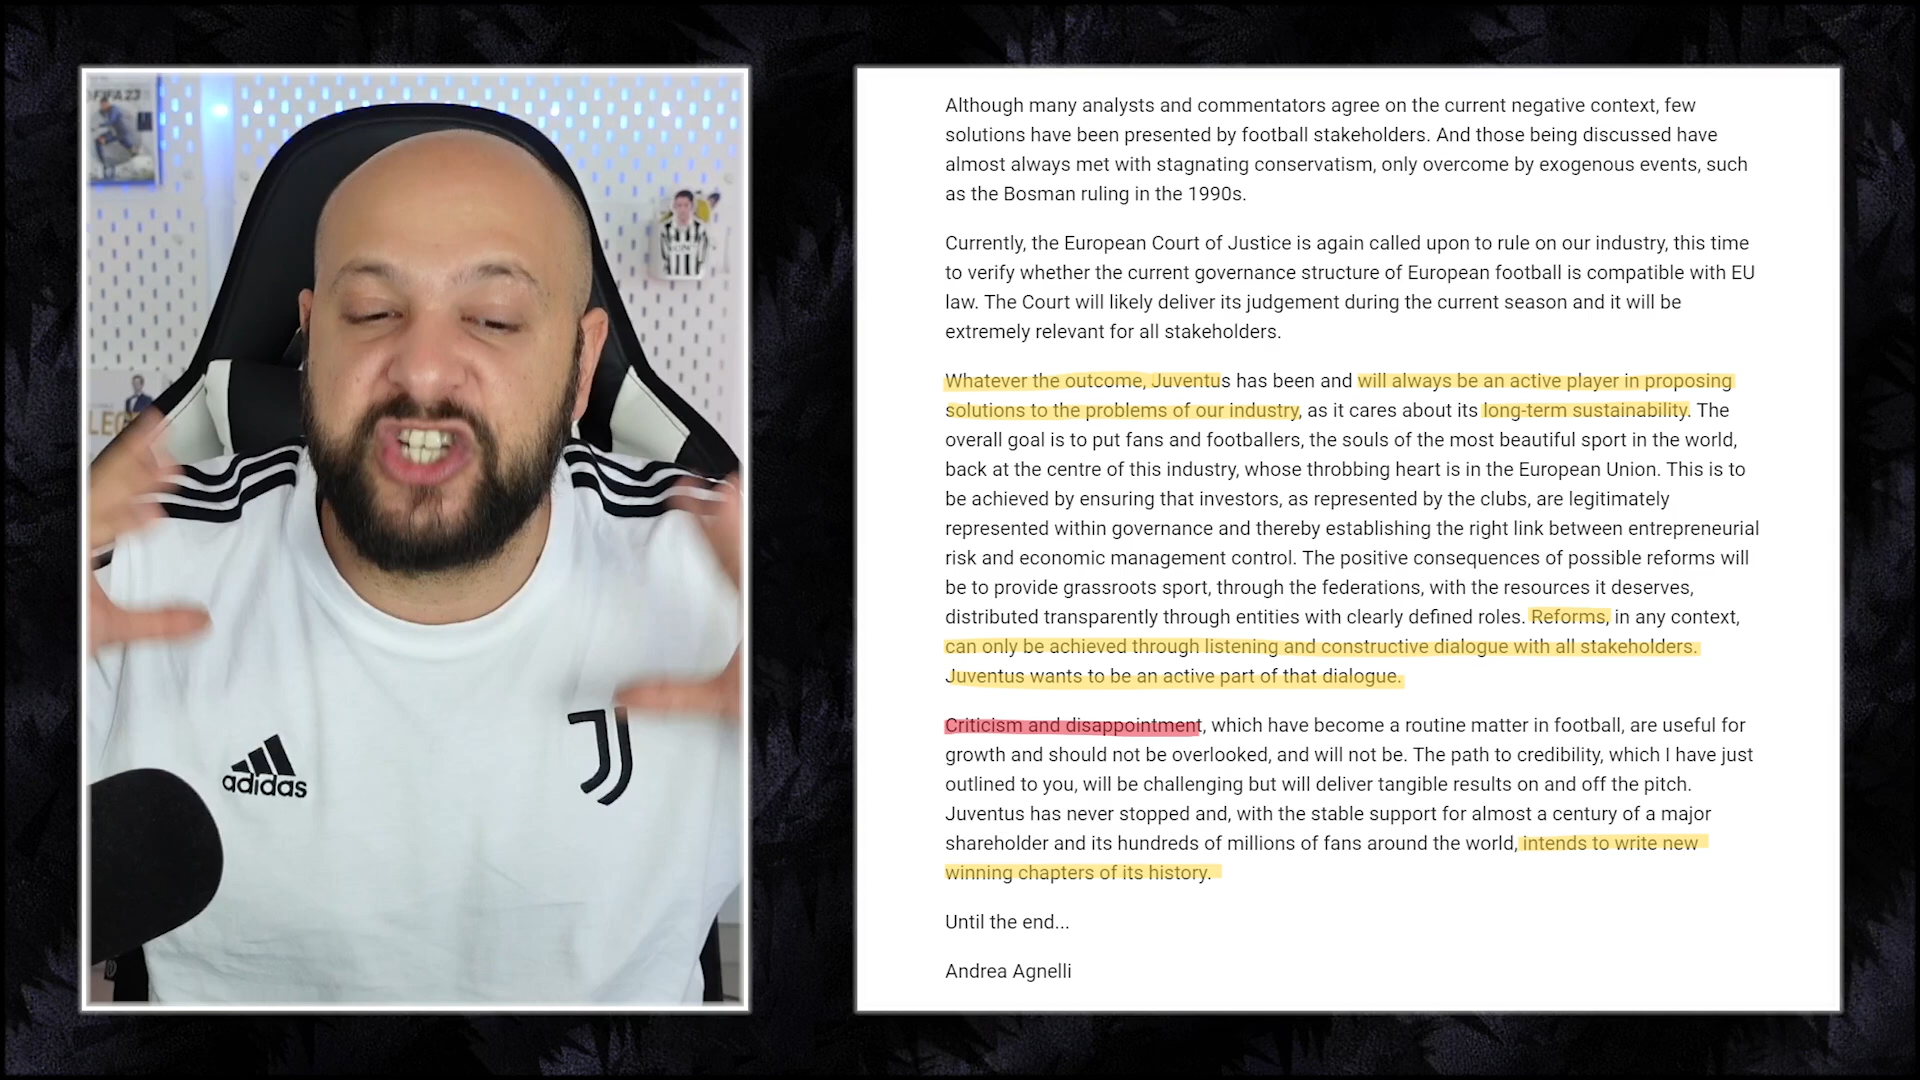 FIFA 23
LEG
adidas
Although many analysts and commentators agree on the current negative context, few
solutions have been presented by football stakeholders. And those being discussed have
almost always met with stagnating conservatism, only overcome by exogenous events, such
as the Bosman ruling in the 1990s.
Currently, the European Court of Justice is again called upon to rule on our industry, this time
to verify whether the current governance structure of European football is compatible with EU
law. The Court will likely deliver its judgement during the current season and it will be
extremely relevant for all stakeholders.
Whatever the outcome, Juventus has been and will always be an active player in proposing
solutions to the problems of our industry, as it cares about its long-term sustainability. The
overall goal is to put fans and footballers, the souls of the most beautiful sport in the world,
back at the centre of this industry, whose throbbing heart is in the European Union. This is to
be achieved by ensuring that investors, as represented by the clubs, are legitimately
represented within governance and thereby establishing the right link between entrepreneurial
risk and economic management control. The positive consequences of possible reforms will
be to provide grassroots sport, through the federations, with the resources it deserves,
distributed transparently through entities with clearly defined roles. Reforms, in any context,
can only be achieved through listening and constructive dialogue with all stakeholders.
Juventus wants to be an active part of that dialogue.
Criticism and disappointment, which have become a routine matter in football, are useful for
growth and should not be overlooked, and will not be. The path to credibility, which I have just
outlined to you, will be challenging but will deliver tangible results on and off the pitch.
Juventus has never stopped and, with the stable support for almost a century of a major
shareholder and its hundreds of millions of fans around the world, intends to write new
winning chapters of its history.
Until the end...
Andrea Agnelli